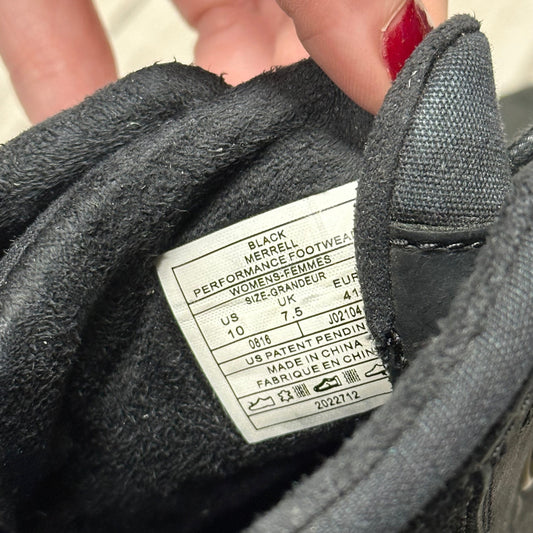 BLACK
MERRELL
PERFORMANCE FOOTWEA
WOMENS-FEMMES
SIZE-GRANDEUR
US UK EUR
10 7.5 41
0816 J02104
US PATENT PENDIN
MADE IN CHINA
FABRIQUE EN CHINE
2022712